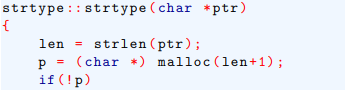 strtype::strtype(char *ptr)
{
    len = strlen(ptr);
    p = (char *) malloc(len+1);
    if(!p)